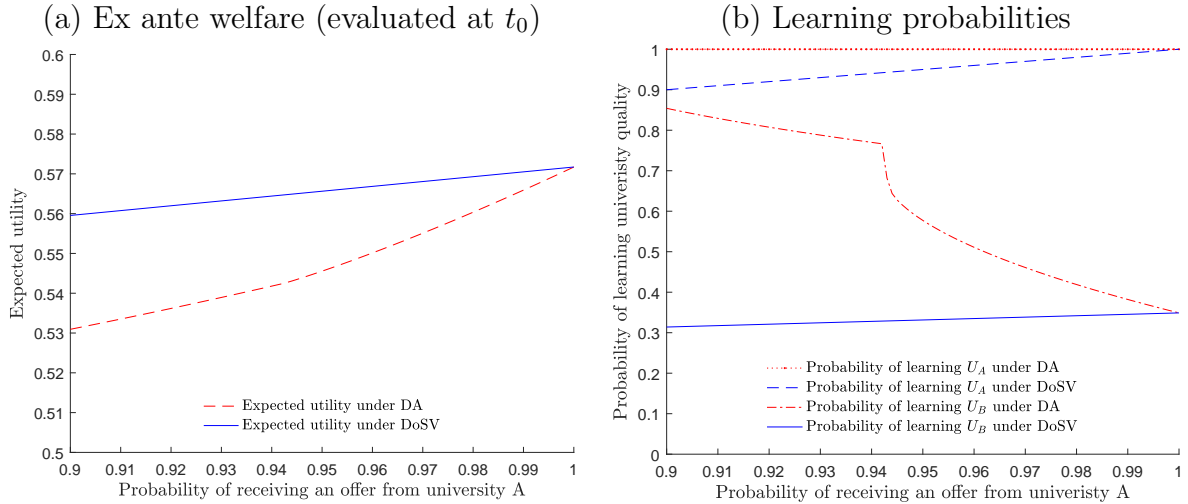 (a) Ex ante welfare (evaluated at t₀)
0.6
0.59
0.58
0.57
0.56
0.55
0.54
0.53
0.52
0.51
0.5
Expected utility
Expected utility under DA
Expected utility under DoSV
0.9 0.91 0.92 0.93 0.94 0.95 0.96 0.97 0.98 0.99 1
Probability of receiving an offer from university A
(b) Learning probabilities
1
0.9
0.8
0.7
0.6
0.5
0.4
0.3
0.2
0.1
0
Probability of learning univeristy quality
Probability of learning U_A under DA
Probability of learning U_A under DoSV
Probability of learning U_B under DA
Probability of learning U_B under DoSV
0.9 0.91 0.92 0.93 0.94 0.95 0.96 0.97 0.98 0.99 1
Probability of receiving an offer from univeristy A